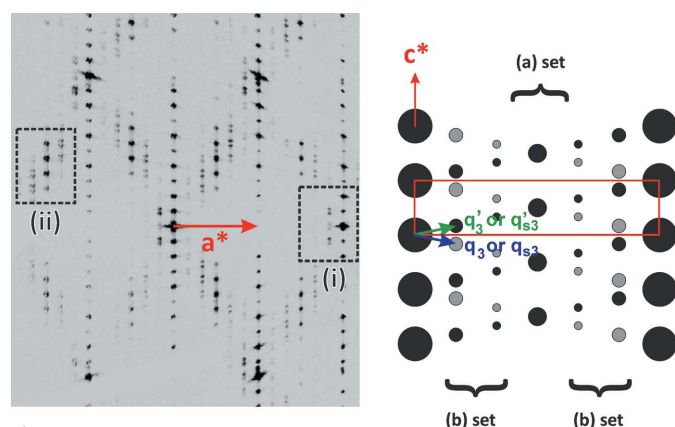 (ii)
a*
(i)
c*
(a) set
q'3 or q's3
q3 or qs3
(b) set
(b) set